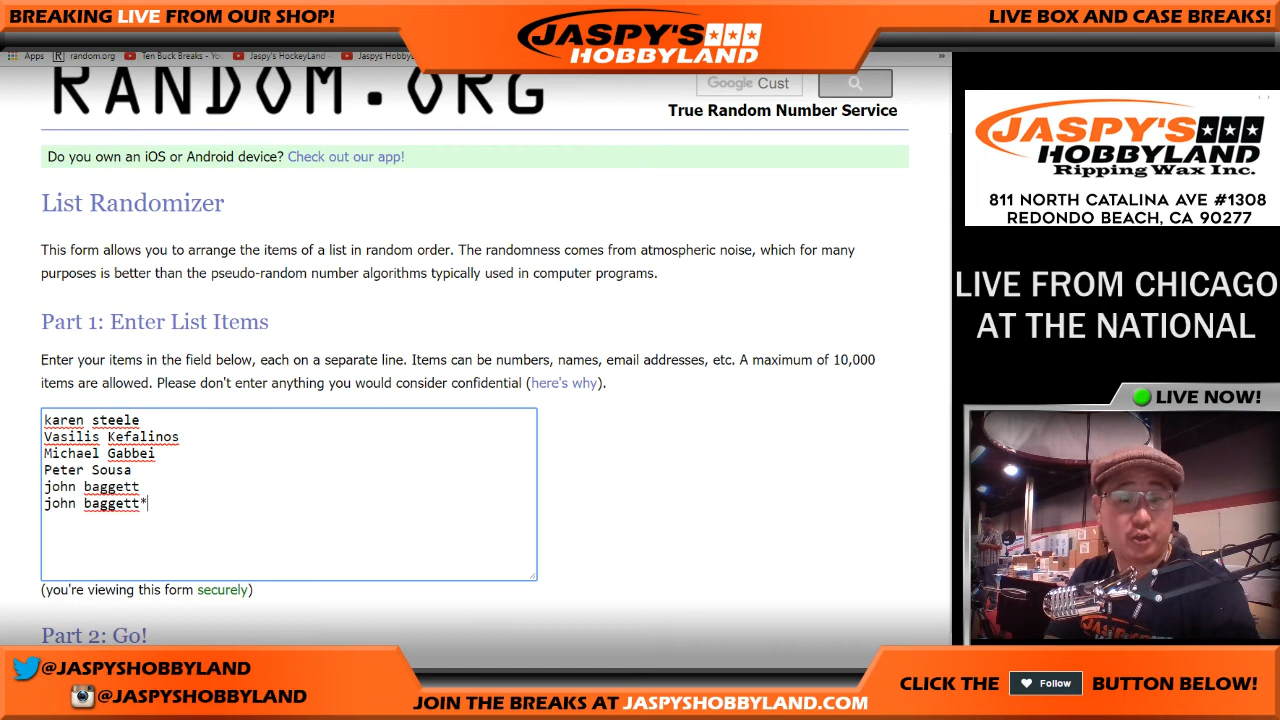 BREAKING LIVE FROM OUR SHOP!
JASPY'S
HOBBYLAND
LIVE BOX AND CASE BREAKS!
Apps
random.org
Ten Buck Breaks - Yo
Jaspy's HockeyLand
Jaspys Hobby
»
RANDOM.ORG
Google Cust
True Random Number Service
Do you own an iOS or Android device? Check out our app!
List Randomizer
This form allows you to arrange the items of a list in random order. The randomness comes from atmospheric noise, which for many
purposes is better than the pseudo-random number algorithms typically used in computer programs.
Part 1: Enter List Items
Enter your items in the field below, each on a separate line. Items can be numbers, names, email addresses, etc. A maximum of 10,000
items are allowed. Please don't enter anything you would consider confidential (here's why).
karen steele
Vasilis Kefalinos
Michael Gabbei
Peter Sousa
john baggett
john baggett*
(you're viewing this form securely)
Part 2: Go!
JASPY'S
HOBBYLAND
Ripping Wax Inc.
811 NORTH CATALINA AVE #1308
REDONDO BEACH, CA 90277
LIVE FROM CHICAGO
AT THE NATIONAL
LIVE NOW!
@JASPYSHOBBYLAND
@JASPYSHOBBYLAND
JOIN THE BREAKS AT JASPYSHOBBYLAND.COM
CLICK THE Follow BUTTON BELOW!